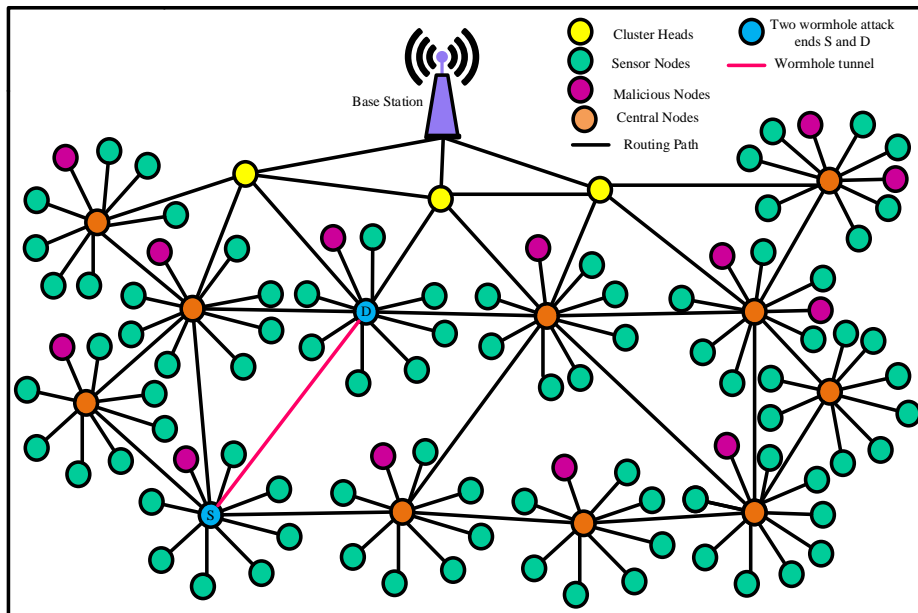 Cluster Heads
Sensor Nodes
Malicious Nodes
Central Nodes
Routing Path
Two wormhole attack
ends S and D
Wormhole tunnel
Base Station
D
S